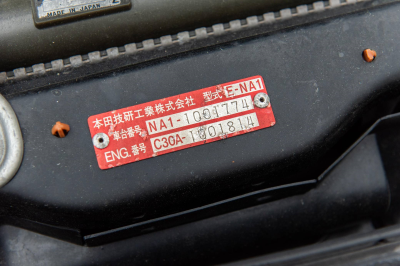 MADE IN JAPAN
本田技研工業株式会社 型式 E-NA1
車台番号 NA1-1001774
ENG.番号 C30A-1001814